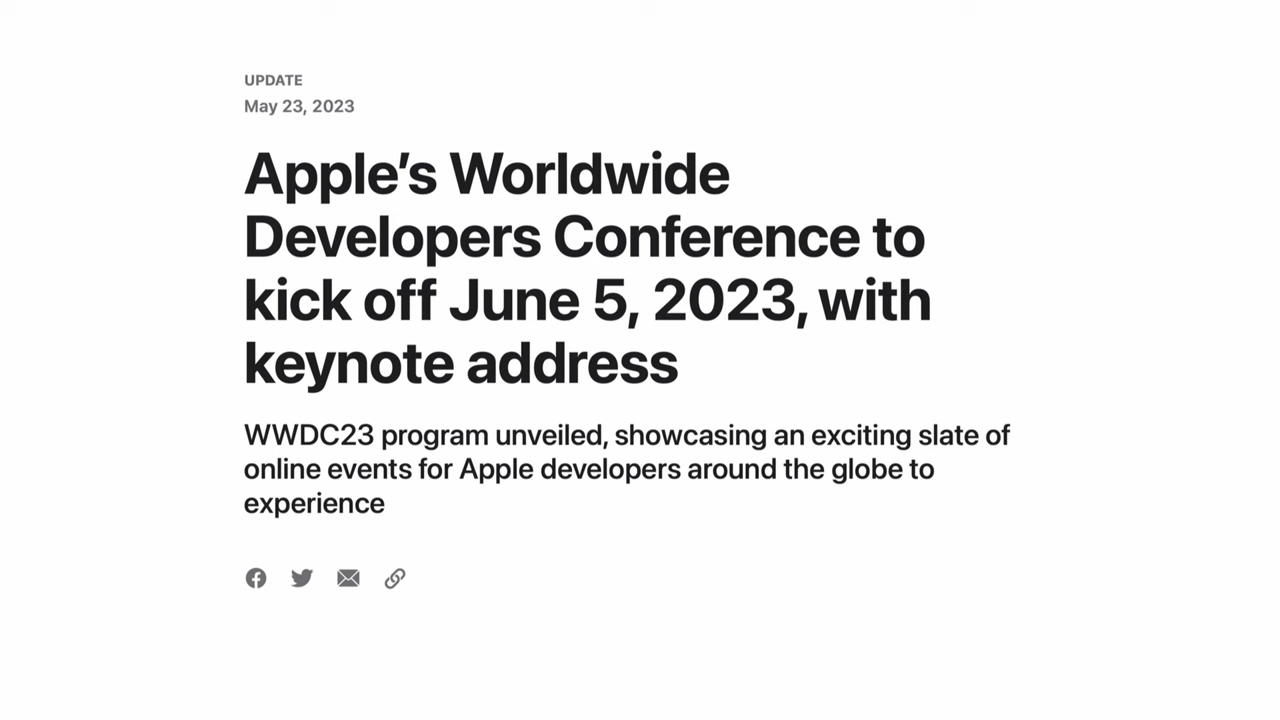 UPDATE
May 23, 2023
Apple’s Worldwide
Developers Conference to
kick off June 5, 2023, with
keynote address
WWDC23 program unveiled, showcasing an exciting slate of
online events for Apple developers around the globe to
experience